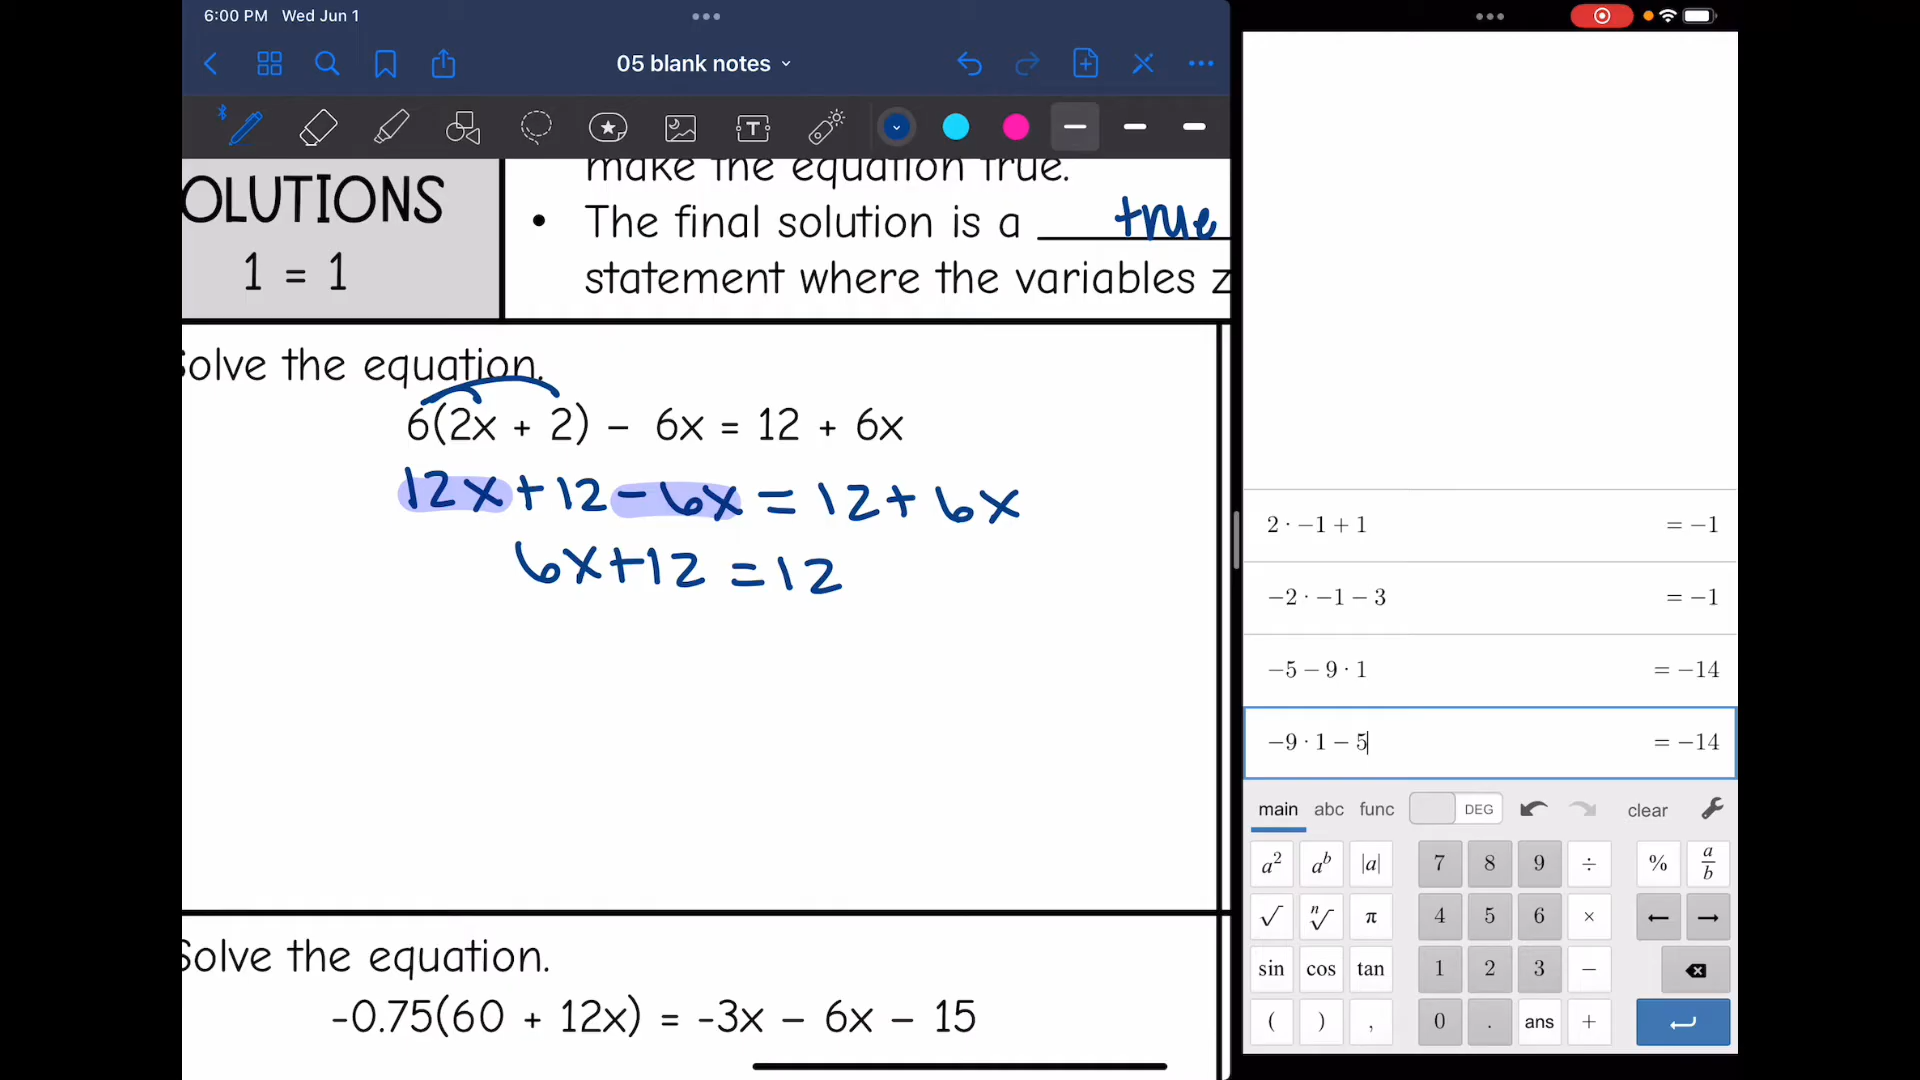 6:00 PM Wed Jun 1
05 blank notes
make the equation true.
OLUTIONS
1 = 1
• The final solution is a true
statement where the variables z
Solve the equation.
6(2x + 2) - 6x = 12 + 6x
12x+12-6x=12+6x
6x+12=12
Solve the equation.
-0.75(60 + 12x) = -3x - 6x - 15
2 · −1 + 1 = −1
−2 · −1 − 3 = −1
−5 − 9 · 1 = −14
−9 · 1 − 5 = −14
main abc func DEG clear
a² aᵇ |a| 7 8 9 ÷ % a/b
√ ⁿ√ π 4 5 6 × ← →
sin cos tan 1 2 3 −
( ) , 0 . ans +